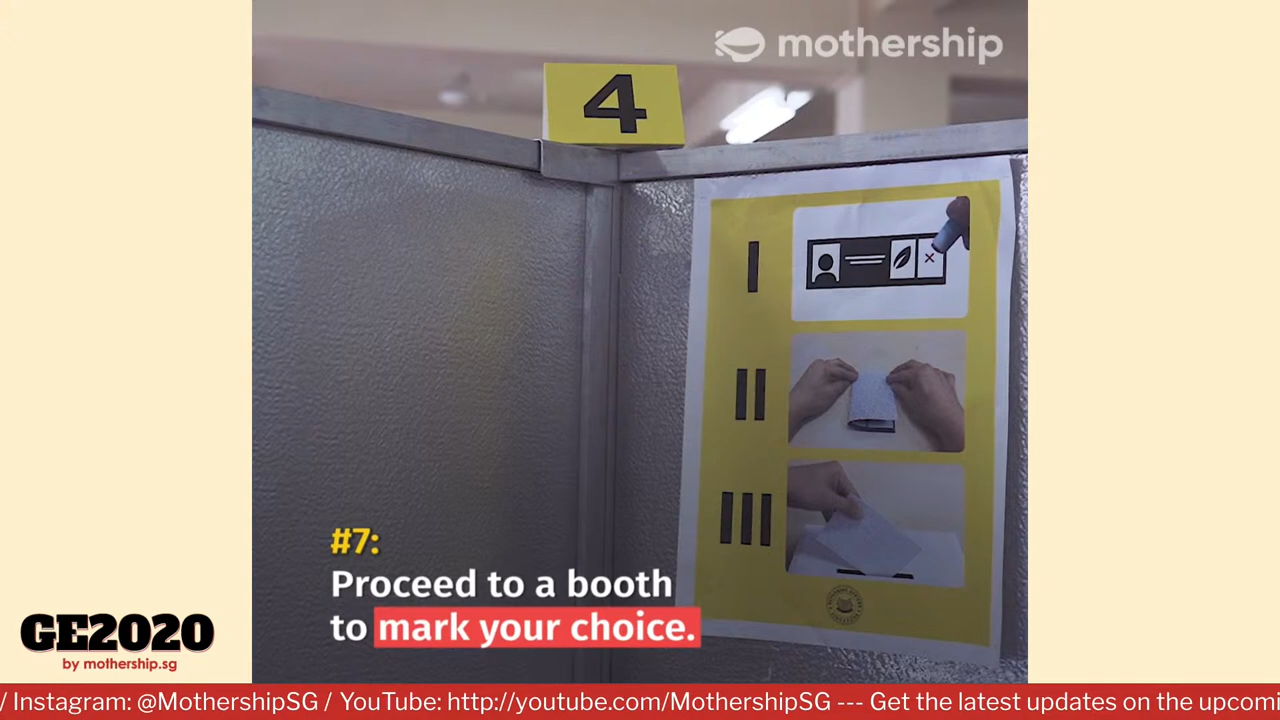 mothership
4
I
II
III
#7:
Proceed to a booth
to mark your choice.
GE2020
by mothership.sg
/ Instagram: @MothershipSG / YouTube: http://youtube.com/MothershipSG --- Get the latest updates on the upcomi